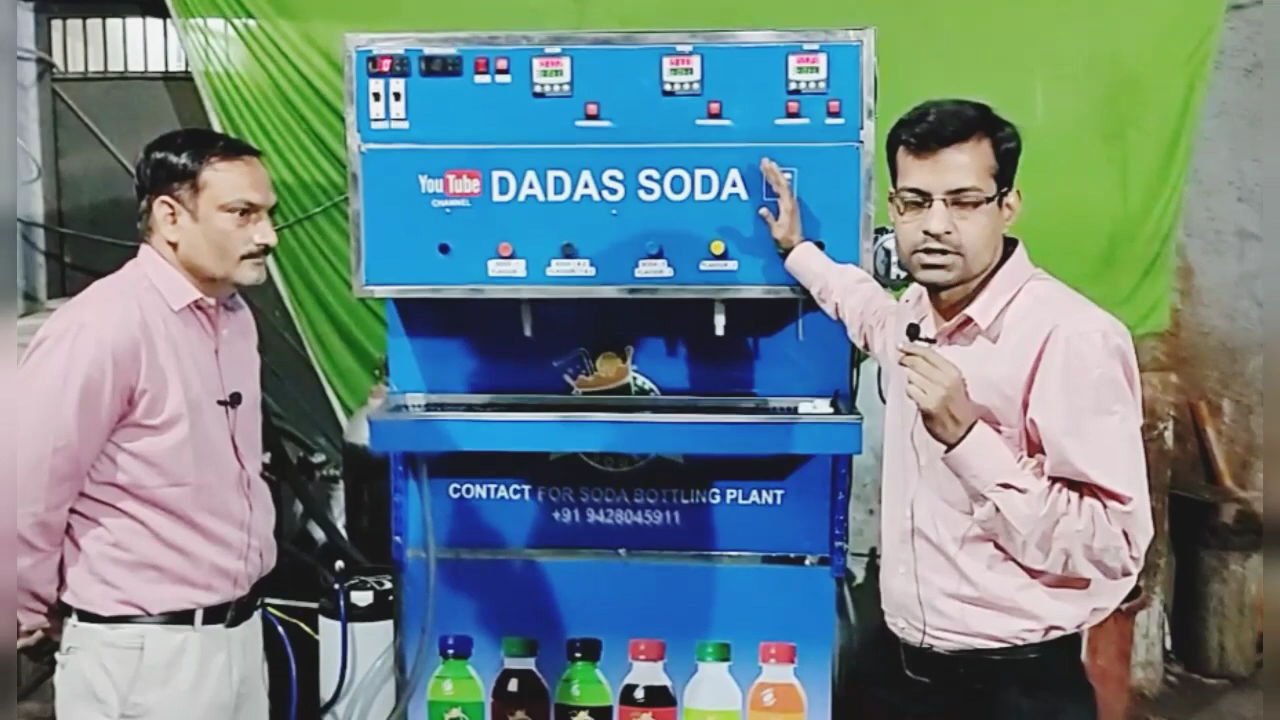 YouTube
CHANNEL
DADAS SODA
CONTACT FOR SODA BOTTLING PLANT
+91 9428045911